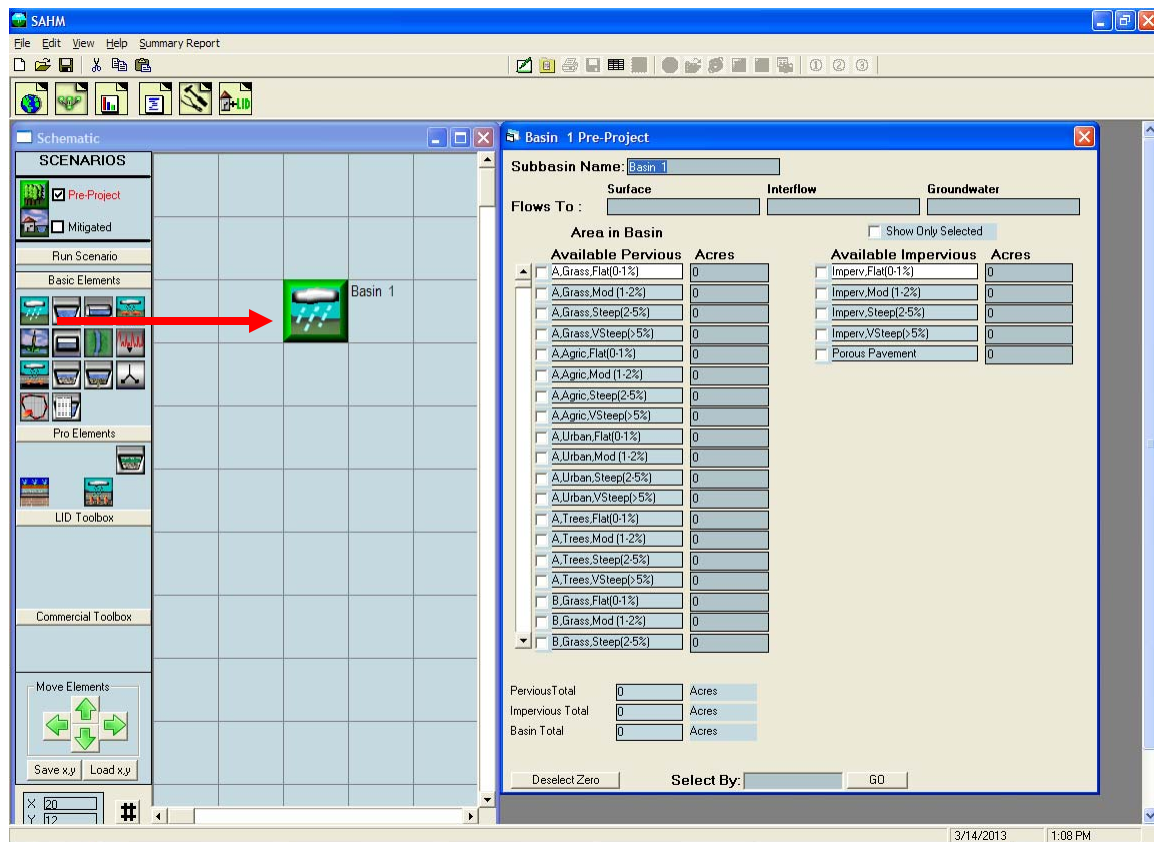 SAHM
File Edit View Help Summary Report
Schematic
SCENARIOS
Pre-Project
Mitigated
Run Scenario
Basic Elements
Pro Elements
LID Toolbox
Commercial Toolbox
Move Elements
Save x,y Load x,y
X 20
Y 12
#
Basin 1
Basin 1 Pre-Project
Subbasin Name: Basin 1
Surface Interflow Groundwater
Flows To :
Area in Basin Show Only Selected
Available Pervious Acres Available Impervious Acres
A,Grass,Flat(0-1%) 0 Imperv,Flat(0-1%) 0
A,Grass,Mod (1-2%) 0 Imperv,Mod (1-2%) 0
A,Grass,Steep(2-5%) 0 Imperv,Steep(2-5%) 0
A,Grass,VSteep(>5%) 0 Imperv,VSteep(>5%) 0
A,Agric,Flat(0-1%) 0 Porous Pavement 0
A,Agric,Mod (1-2%) 0
A,Agric,Steep(2-5%) 0
A,Agric,VSteep(>5%) 0
A,Urban,Flat(0-1%) 0
A,Urban,Mod (1-2%) 0
A,Urban,Steep(2-5%) 0
A,Urban,VSteep(>5%) 0
A,Trees,Flat(0-1%) 0
A,Trees,Mod (1-2%) 0
A,Trees,Steep(2-5%) 0
A,Trees,VSteep(>5%) 0
B,Grass,Flat(0-1%) 0
B,Grass,Mod (1-2%) 0
B,Grass,Steep(2-5%) 0
PerviousTotal 0 Acres
Impervious Total 0 Acres
Basin Total 0 Acres
Deselect Zero Select By: GO
3/14/2013 1:08 PM